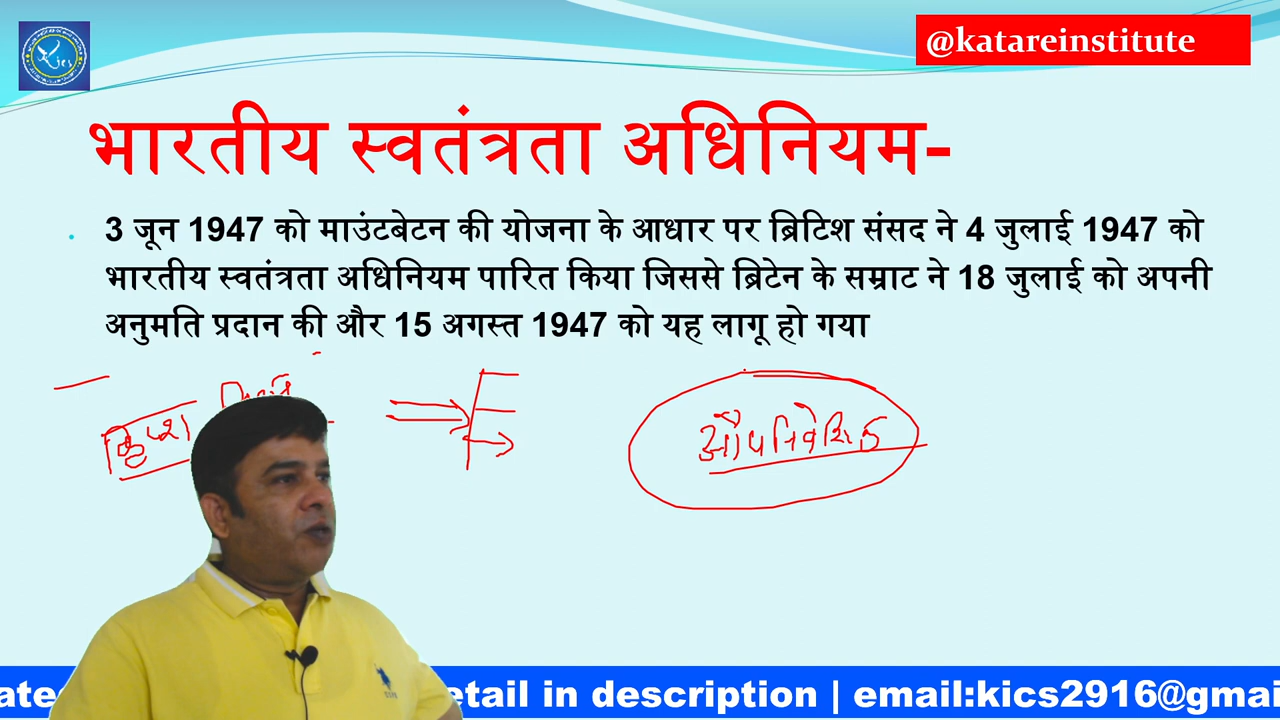 @katareinstitute
भारतीय स्वतंत्रता अधिनियम-
3 जून 1947 को माउंटबेटन की योजना के आधार पर ब्रिटिश संसद ने 4 जुलाई 1947 को
भारतीय स्वतंत्रता अधिनियम पारित किया जिससे ब्रिटेन के सम्राट ने 18 जुलाई को अपनी
अनुमति प्रदान की और 15 अगस्त 1947 को यह लागू हो गया
औपनिवेशिक
etail in description | email:kics2916@gmai